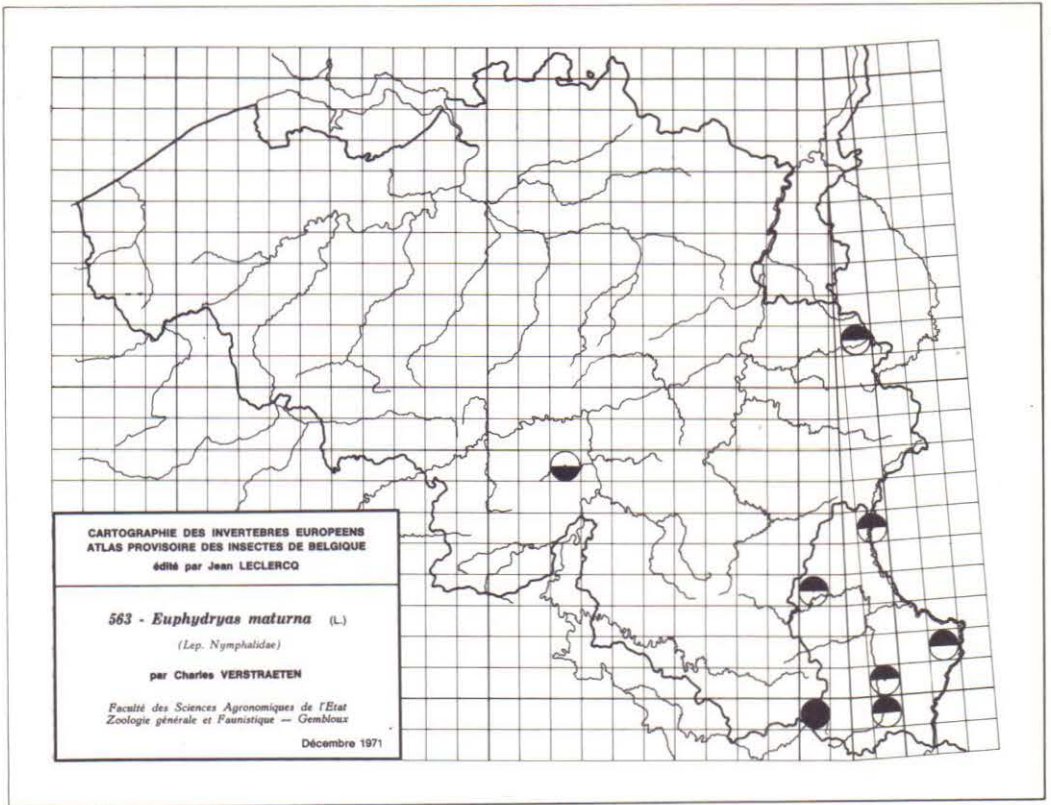 CARTOGRAPHIE DES INVERTEBRES EUROPEENS
ATLAS PROVISOIRE DES INSECTES DE BELGIQUE
édité par Jean LECLERCQ
563 - Euphydryas maturna (L.)
(Lep. Nymphalidae)
par Charles VERSTRAETEN
Faculté des Sciences Agronomiques de l'Etat
Zoologie générale et Faunistique — Gembloux
Décembre 1971